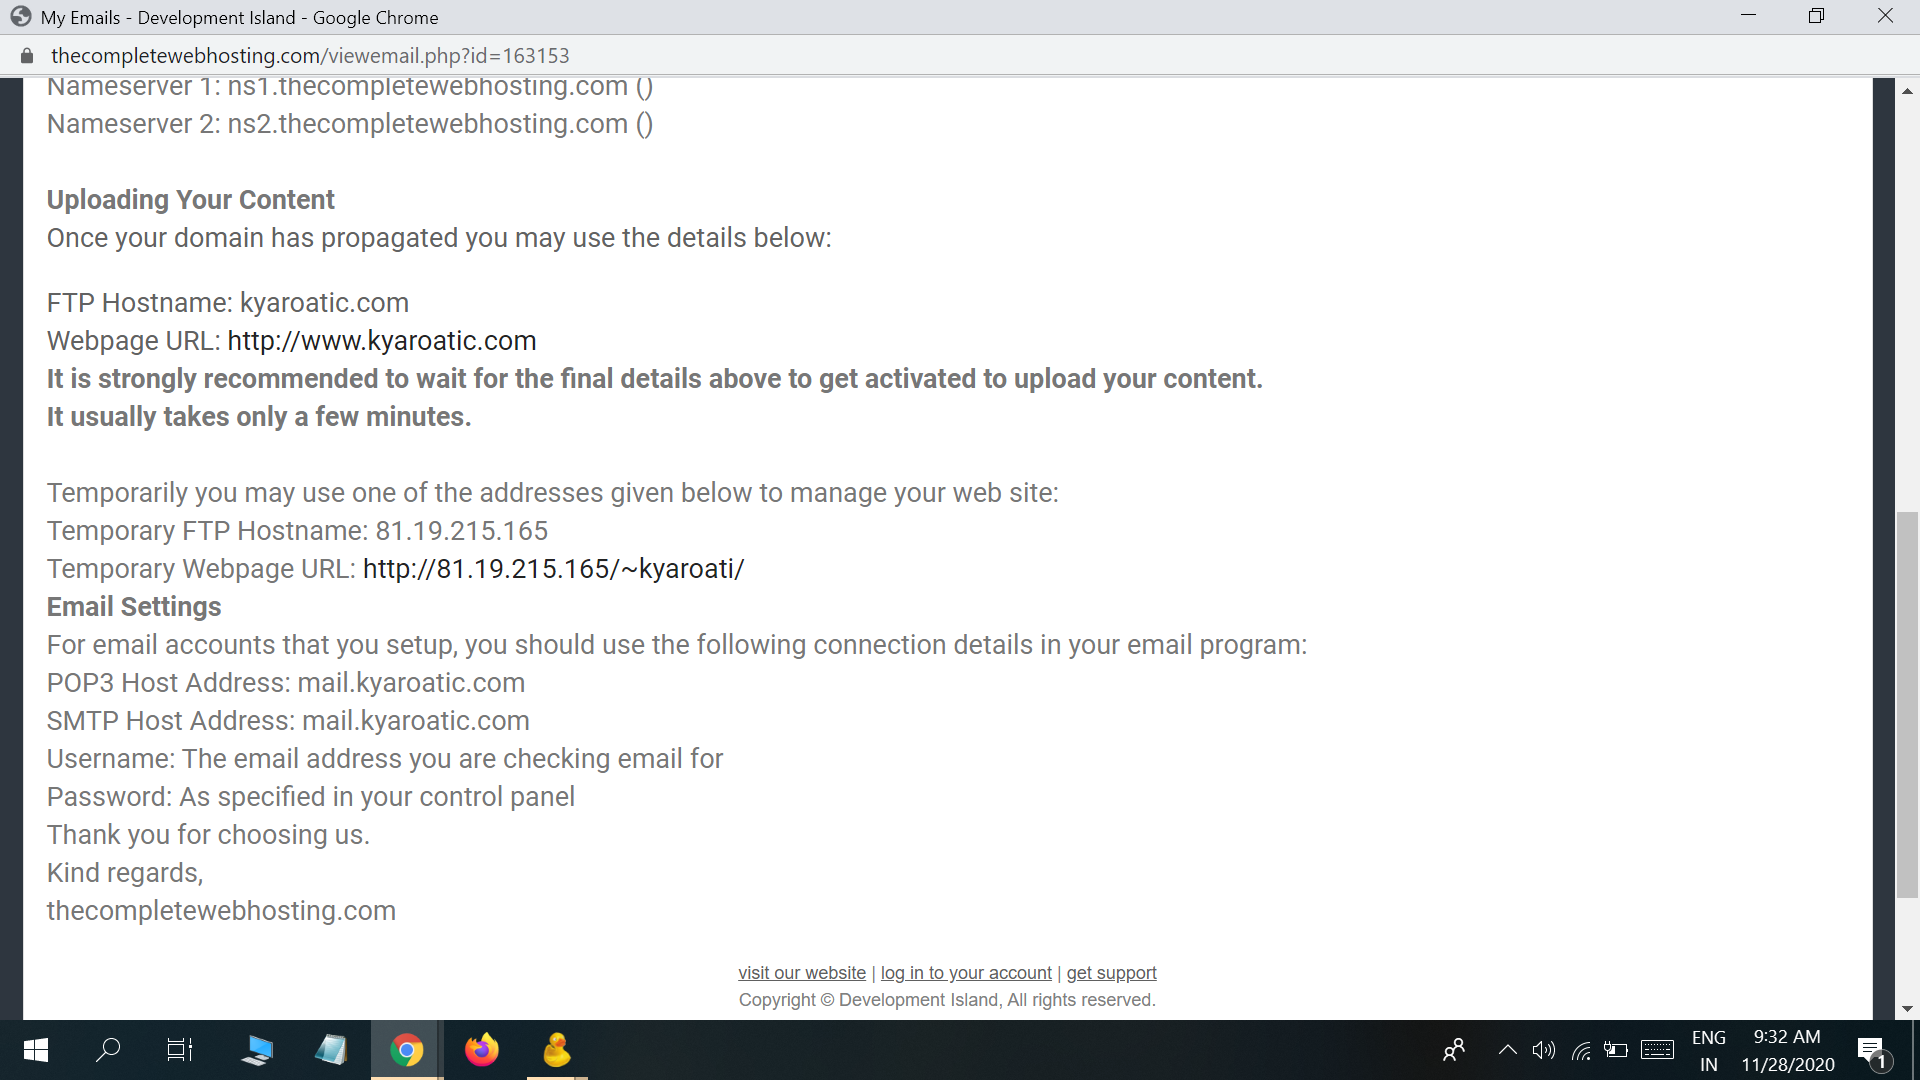 My Emails - Development Island - Google Chrome
thecompletewebhosting.com/viewemail.php?id=163153
Nameserver 1: ns1.thecompletewebhosting.com ()
Nameserver 2: ns2.thecompletewebhosting.com ()
Uploading Your Content
Once your domain has propagated you may use the details below:
FTP Hostname: kyaroatic.com
Webpage URL: http://www.kyaroatic.com
It is strongly recommended to wait for the final details above to get activated to upload your content.
It usually takes only a few minutes.
Temporarily you may use one of the addresses given below to manage your web site:
Temporary FTP Hostname: 81.19.215.165
Temporary Webpage URL: http://81.19.215.165/~kyaroati/
Email Settings
For email accounts that you setup, you should use the following connection details in your email program:
POP3 Host Address: mail.kyaroatic.com
SMTP Host Address: mail.kyaroatic.com
Username: The email address you are checking email for
Password: As specified in your control panel
Thank you for choosing us.
Kind regards,
thecompletewebhosting.com
visit our website | log in to your account | get support
Copyright © Development Island, All rights reserved.
ENG 9:32 AM
IN 11/28/2020 1